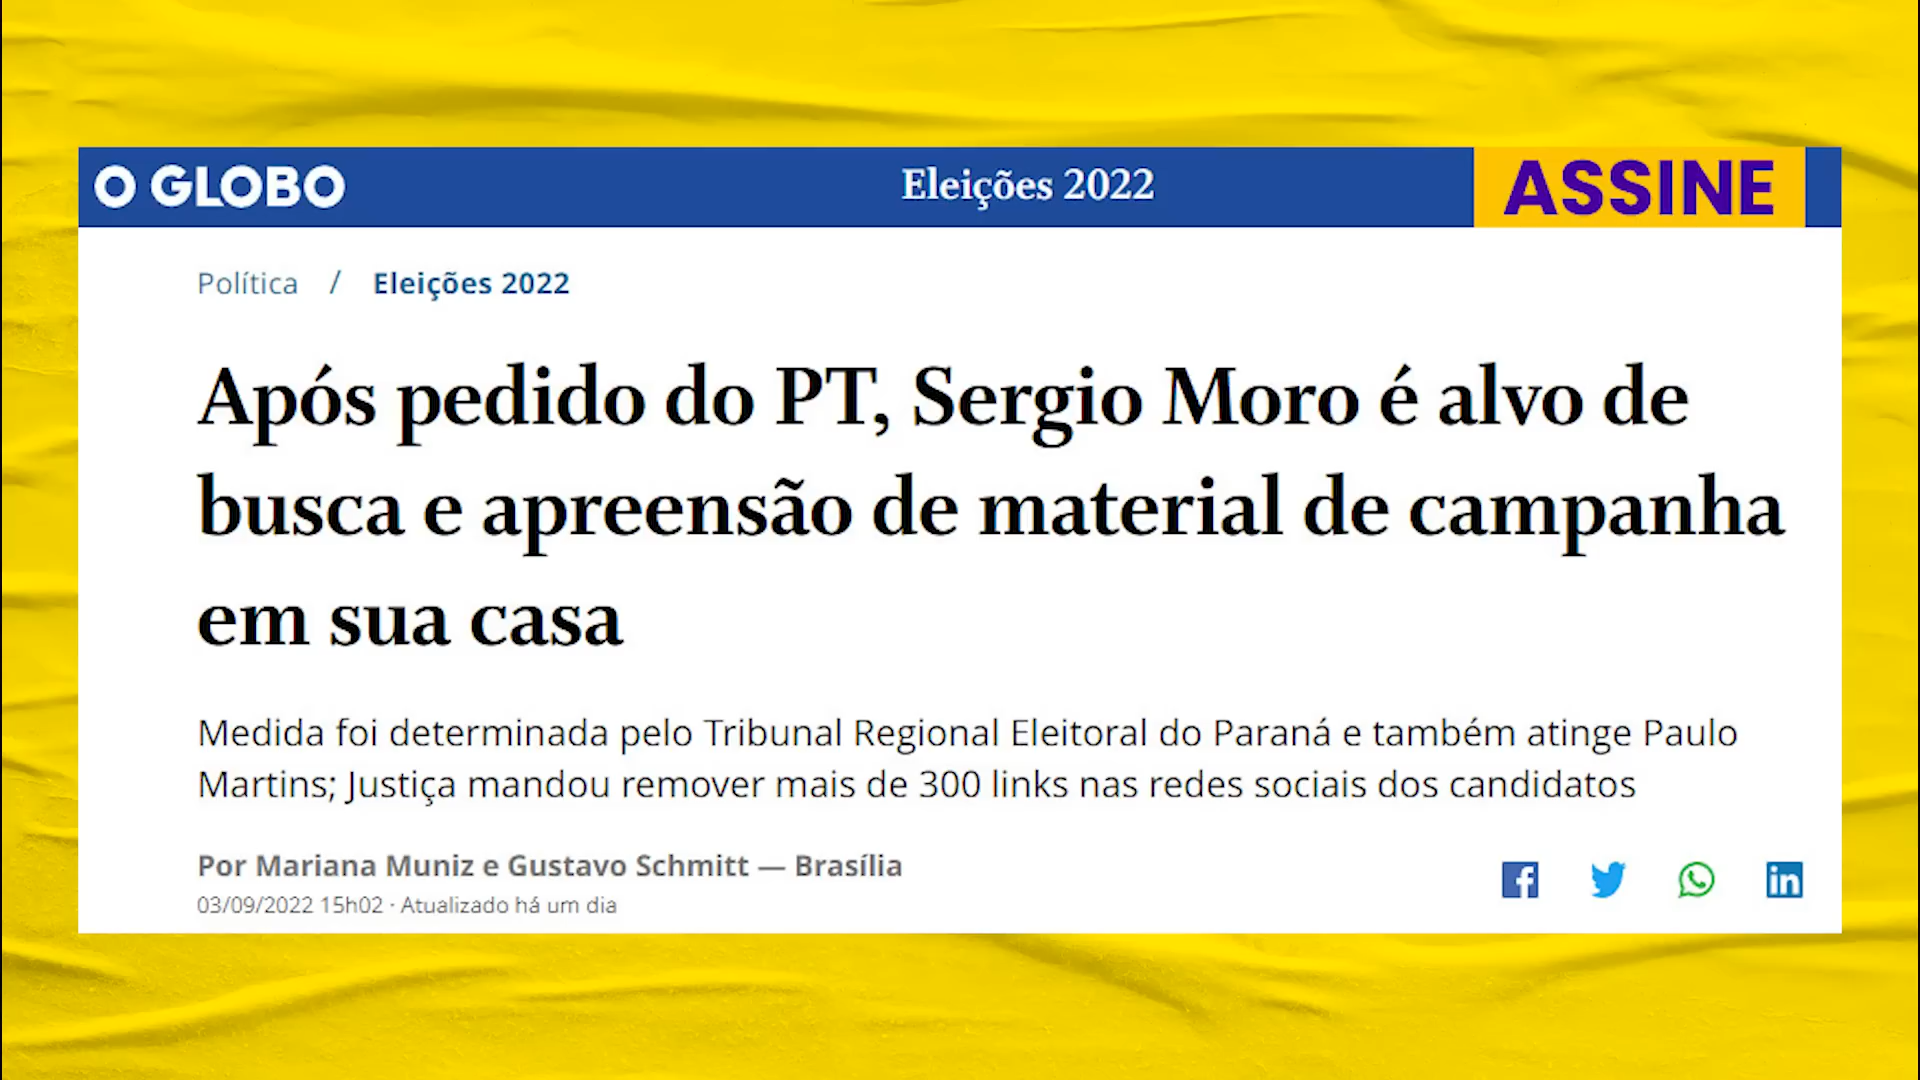 O GLOBO
Eleições 2022
ASSINE
Política / Eleições 2022
Após pedido do PT, Sergio Moro é alvo de
busca e apreensão de material de campanha
em sua casa
Medida foi determinada pelo Tribunal Regional Eleitoral do Paraná e também atinge Paulo
Martins; Justiça mandou remover mais de 300 links nas redes sociais dos candidatos
Por Mariana Muniz e Gustavo Schmitt — Brasília
03/09/2022 15h02 · Atualizado há um dia